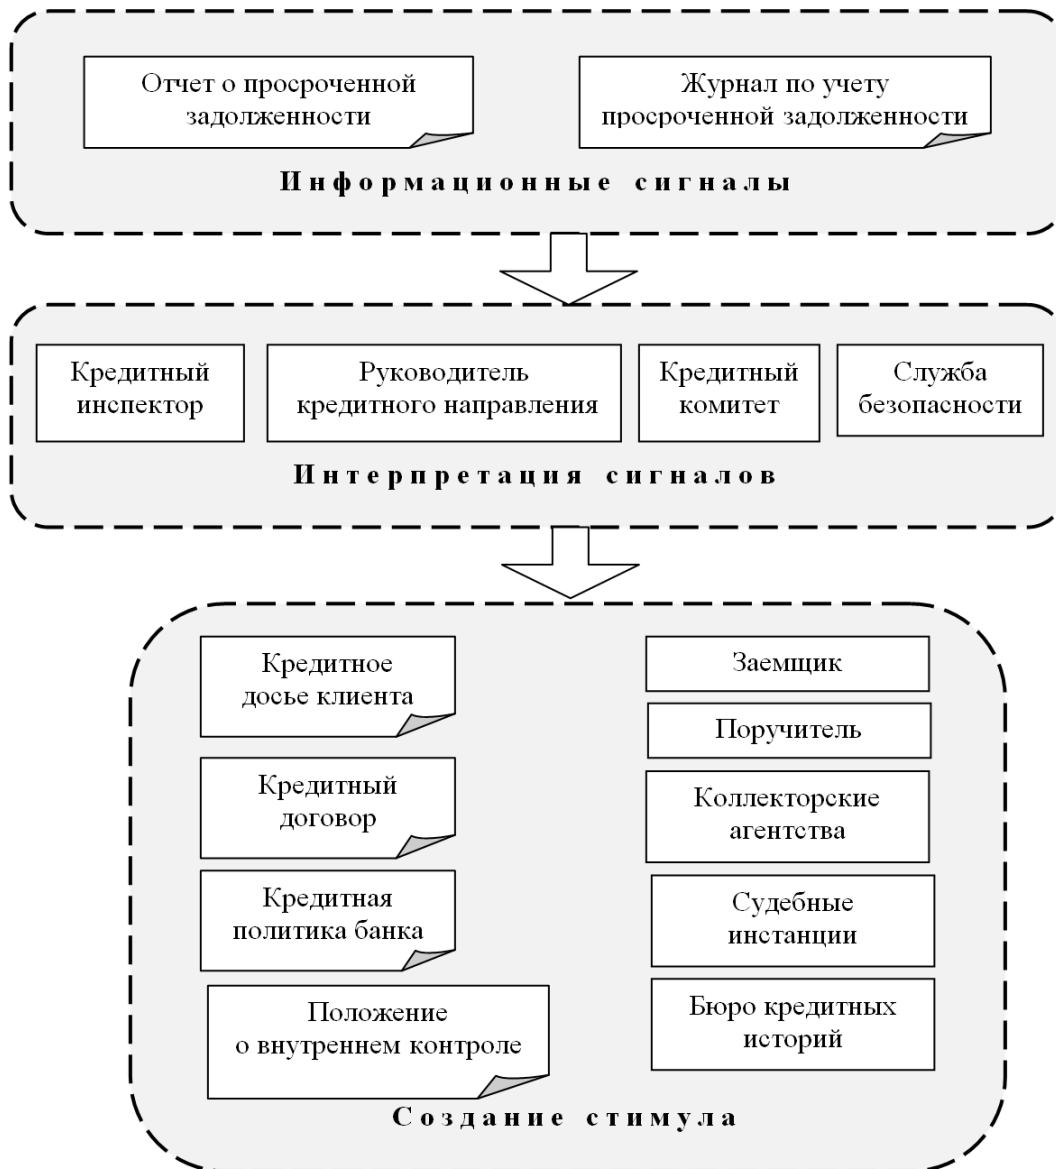 Отчет о просроченной
задолженности
Журнал по учету
просроченной задолженности
Информационные сигналы
Кредитный
инспектор
Руководитель
кредитного направления
Кредитный
комитет
Служба
безопасности
Интерпретация сигналов
Кредитное
досье клиента
Кредитный
договор
Кредитная
политика банка
Положение
о внутреннем контроле
Заемщик
Поручитель
Коллекторские
агентства
Судебные
инстанции
Бюро кредитных
историй
Создание стимула